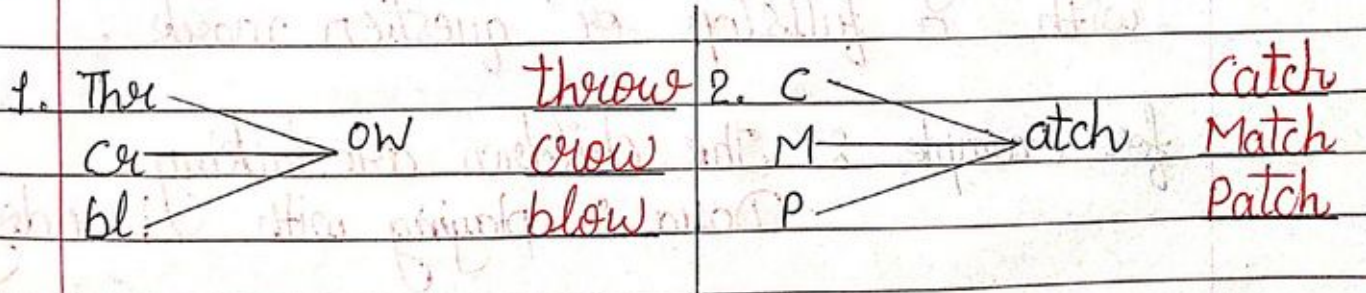 1. Thr ow throw
Cr crow
bl blow
2. C atch Catch
M Match
P Patch